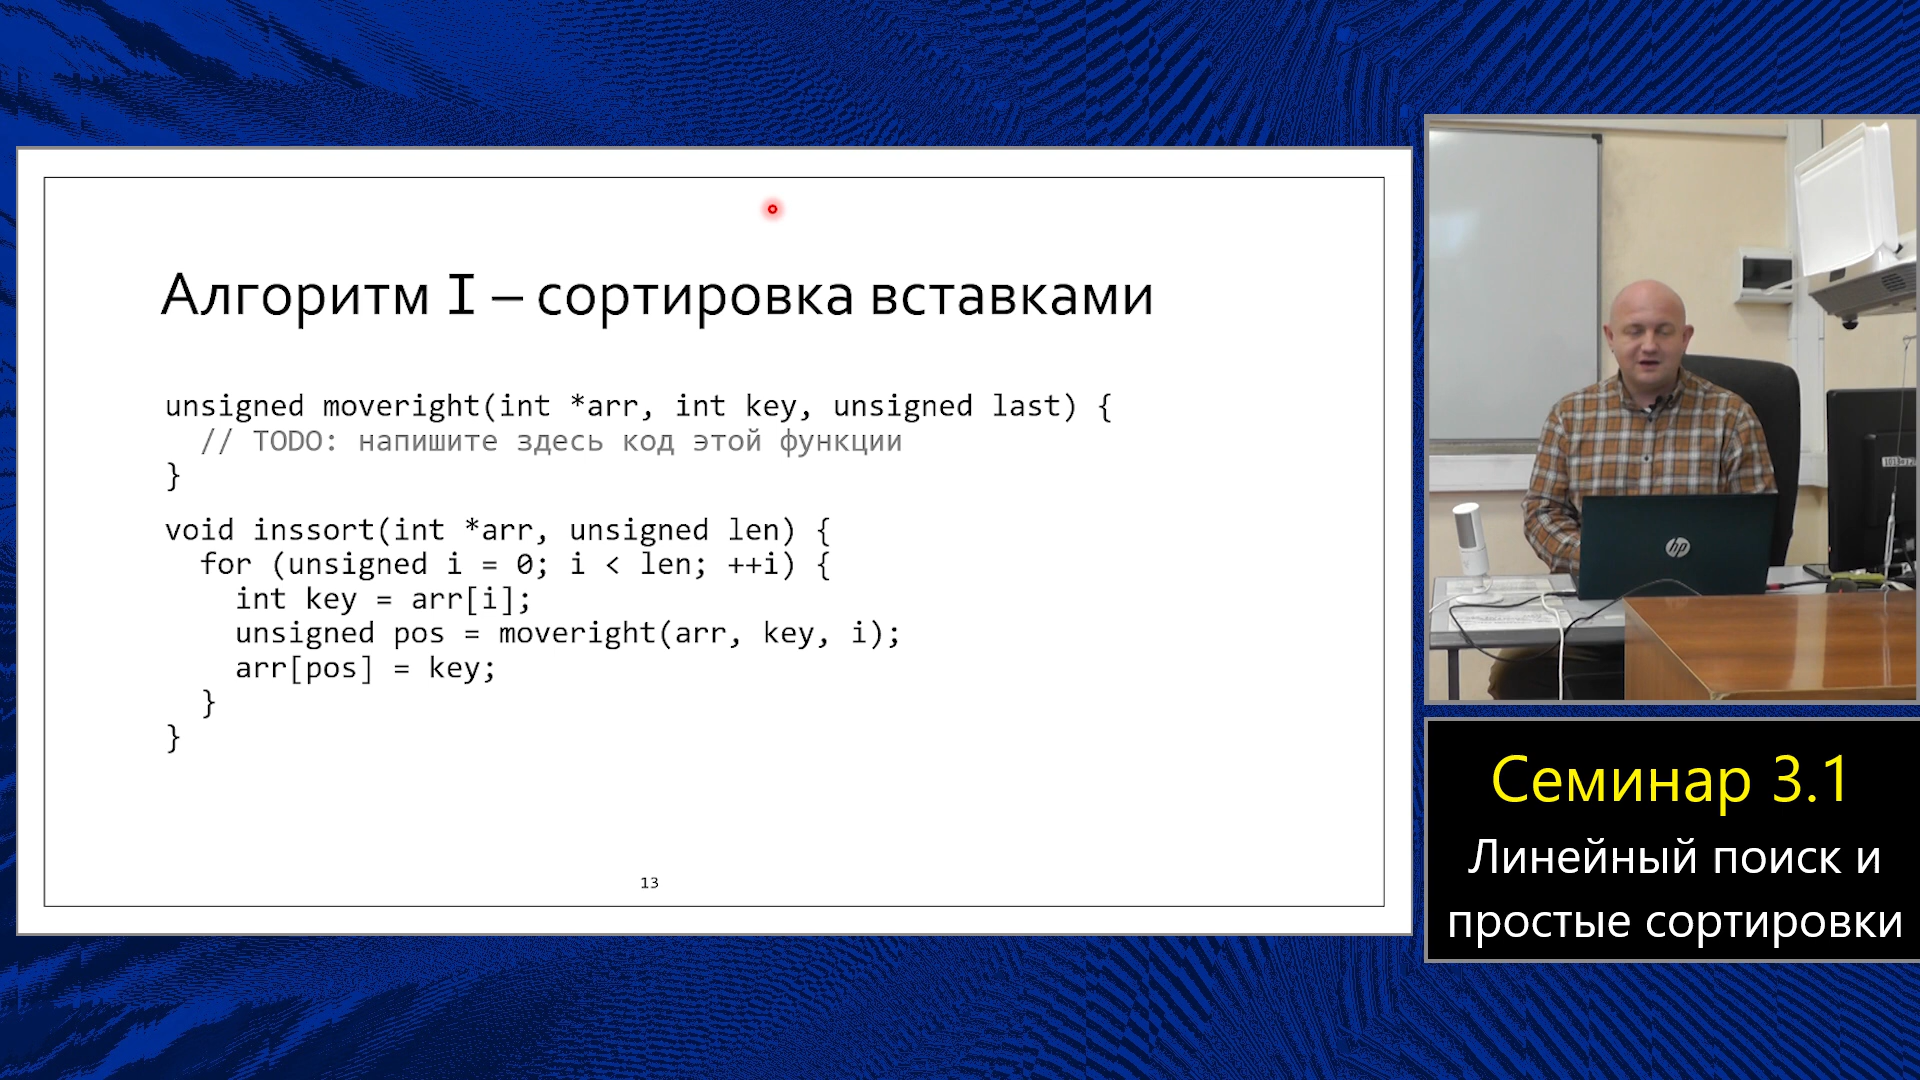 Алгоритм I – сортировка вставками
unsigned moveright(int *arr, int key, unsigned last) {
// TODO: напишите здесь код этой функции
}
void inssort(int *arr, unsigned len) {
for (unsigned i = 0; i < len; ++i) {
int key = arr[i];
unsigned pos = moveright(arr, key, i);
arr[pos] = key;
}
}
13
hp
Семинар 3.1
Линейный поиск и
простые сортировки